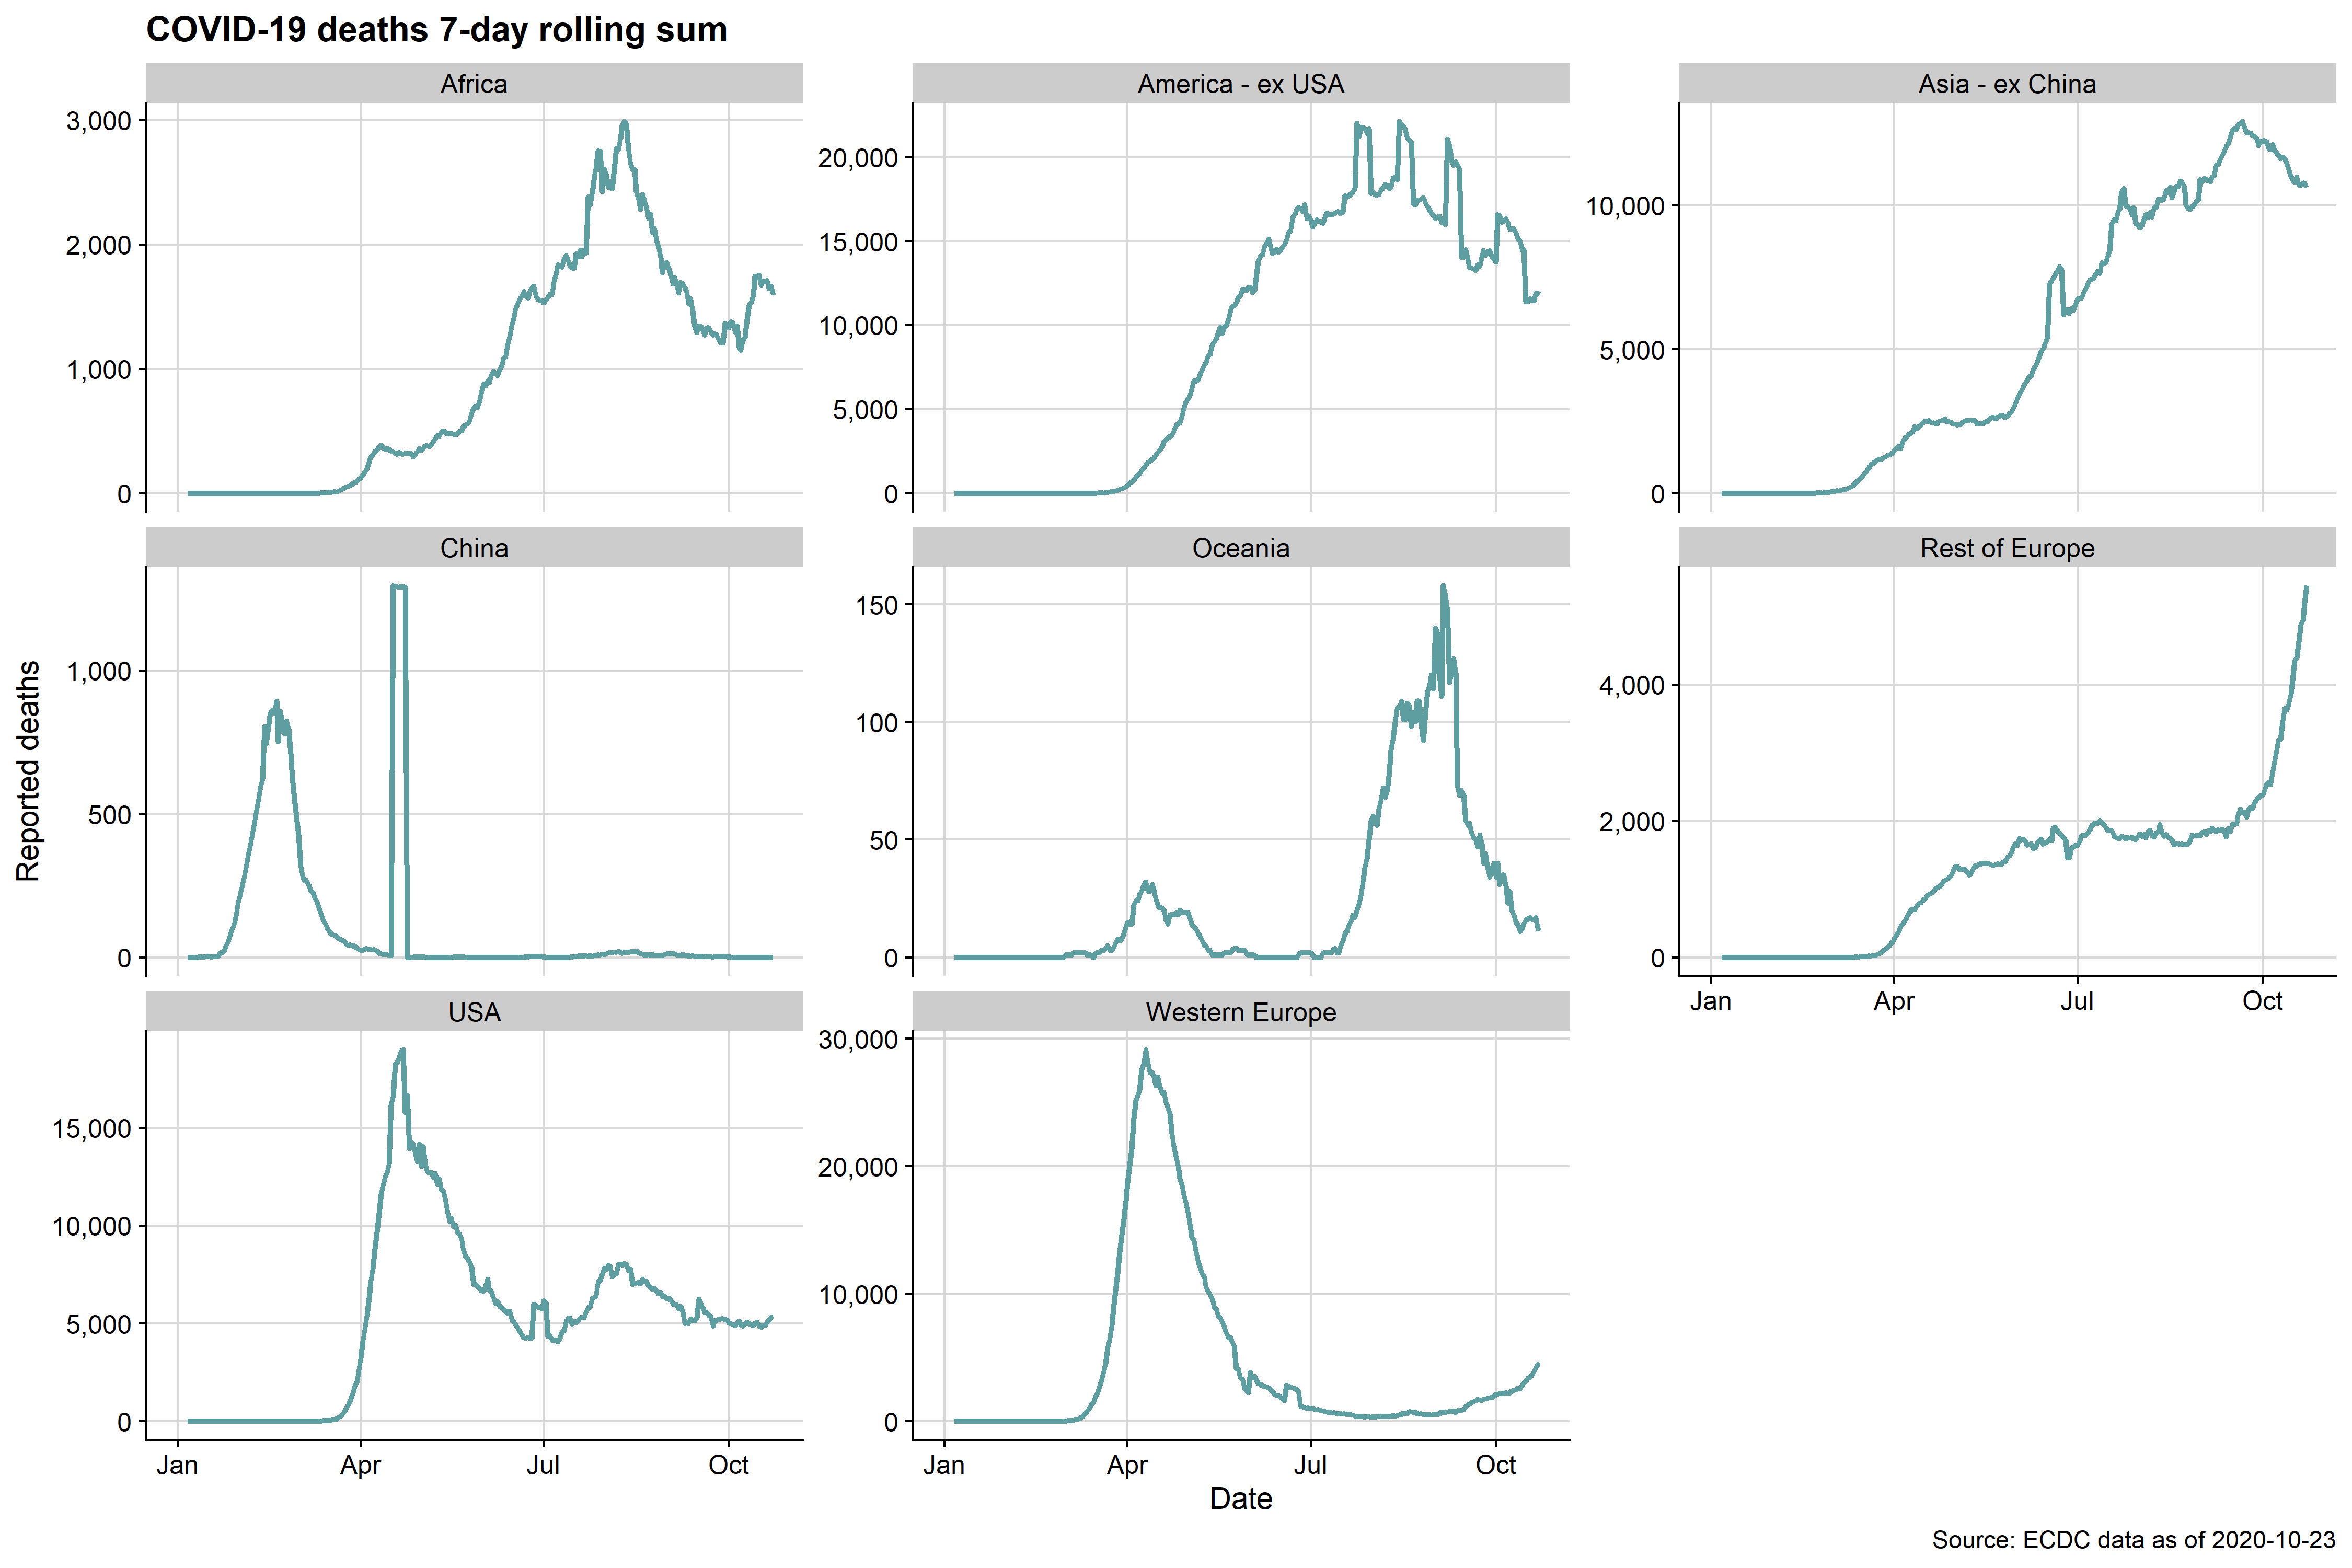 COVID-19 deaths 7-day rolling sum
Africa
America - ex USA
Asia - ex China
3,000
2,000
1,000
0
20,000
15,000
10,000
5,000
0
10,000
5,000
0
China
Oceania
Rest of Europe
Reported deaths
1,000
500
0
150
100
50
0
4,000
2,000
0
Jan
Apr
Jul
Oct
USA
Western Europe
15,000
10,000
5,000
0
30,000
20,000
10,000
0
Jan
Apr
Jul
Oct
Jan
Apr
Jul
Oct
Date
Source: ECDC data as of 2020-10-23